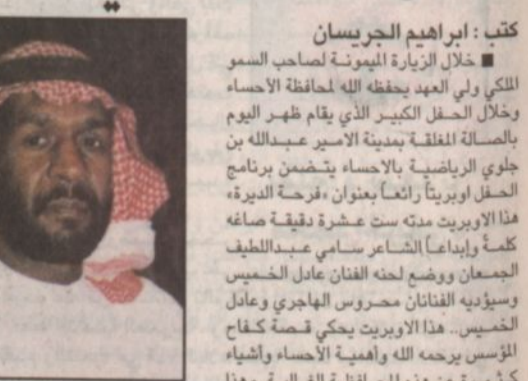 كتب : ابراهيم الجريسان
■ خلال الزيارة الميمونة لصاحب السمو
الملكي ولي العهد يحفظه الله لمحافظة الأحساء
وخلال الحفل الكبير الذي يقام ظهر اليوم
بالصالة المغلقة بمدينة الامير عبدالله بن
جلوي الرياضية بالاحساء يتضمن برنامج
الحفل اوبريتاً رائعاً بعنوان «فرحة الديرة»
هذا الاوبريت مدته ست عشرة دقيقة صاغه
كلمةً وإبداعاً الشاعر سامي عبداللطيف
الجمعان ووضع لحنه الفنان عادل الخميس
وسيؤديه الفنانان محروس الهاجري وعادل
الخميس.. هذا الاوبريت يحكي قصة كفاح
المؤسس يرحمه الله وأهمية الأحساء وأشياء